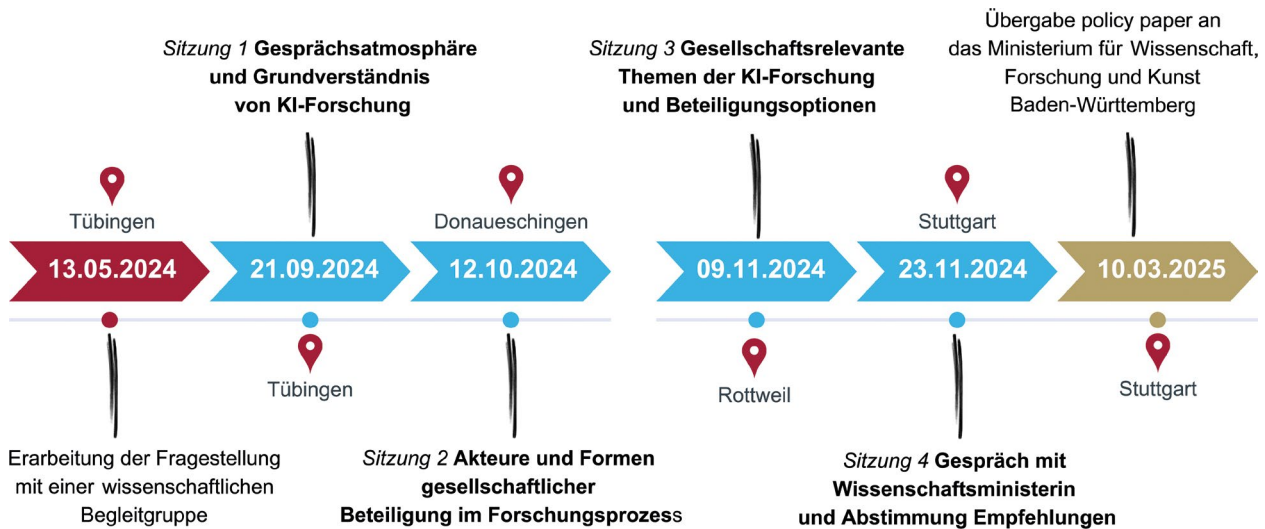 Sitzung 1 Gesprächsatmosphäre
und Grundverständnis
von KI-Forschung
Sitzung 3 Gesellschaftsrelevante
Themen der KI-Forschung
und Beteiligungsoptionen
Übergabe policy paper an
das Ministerium für Wissenschaft,
Forschung und Kunst
Baden-Württemberg
Tübingen
Donaueschingen
Stuttgart
13.05.2024
21.09.2024
12.10.2024
09.11.2024
23.11.2024
10.03.2025
Tübingen
Rottweil
Stuttgart
Erarbeitung der Fragestellung
mit einer wissenschaftlichen
Begleitgruppe
Sitzung 2 Akteure und Formen
gesellschaftlicher
Beteiligung im Forschungsprozess
Sitzung 4 Gespräch mit
Wissenschaftsministerin
und Abstimmung Empfehlungen